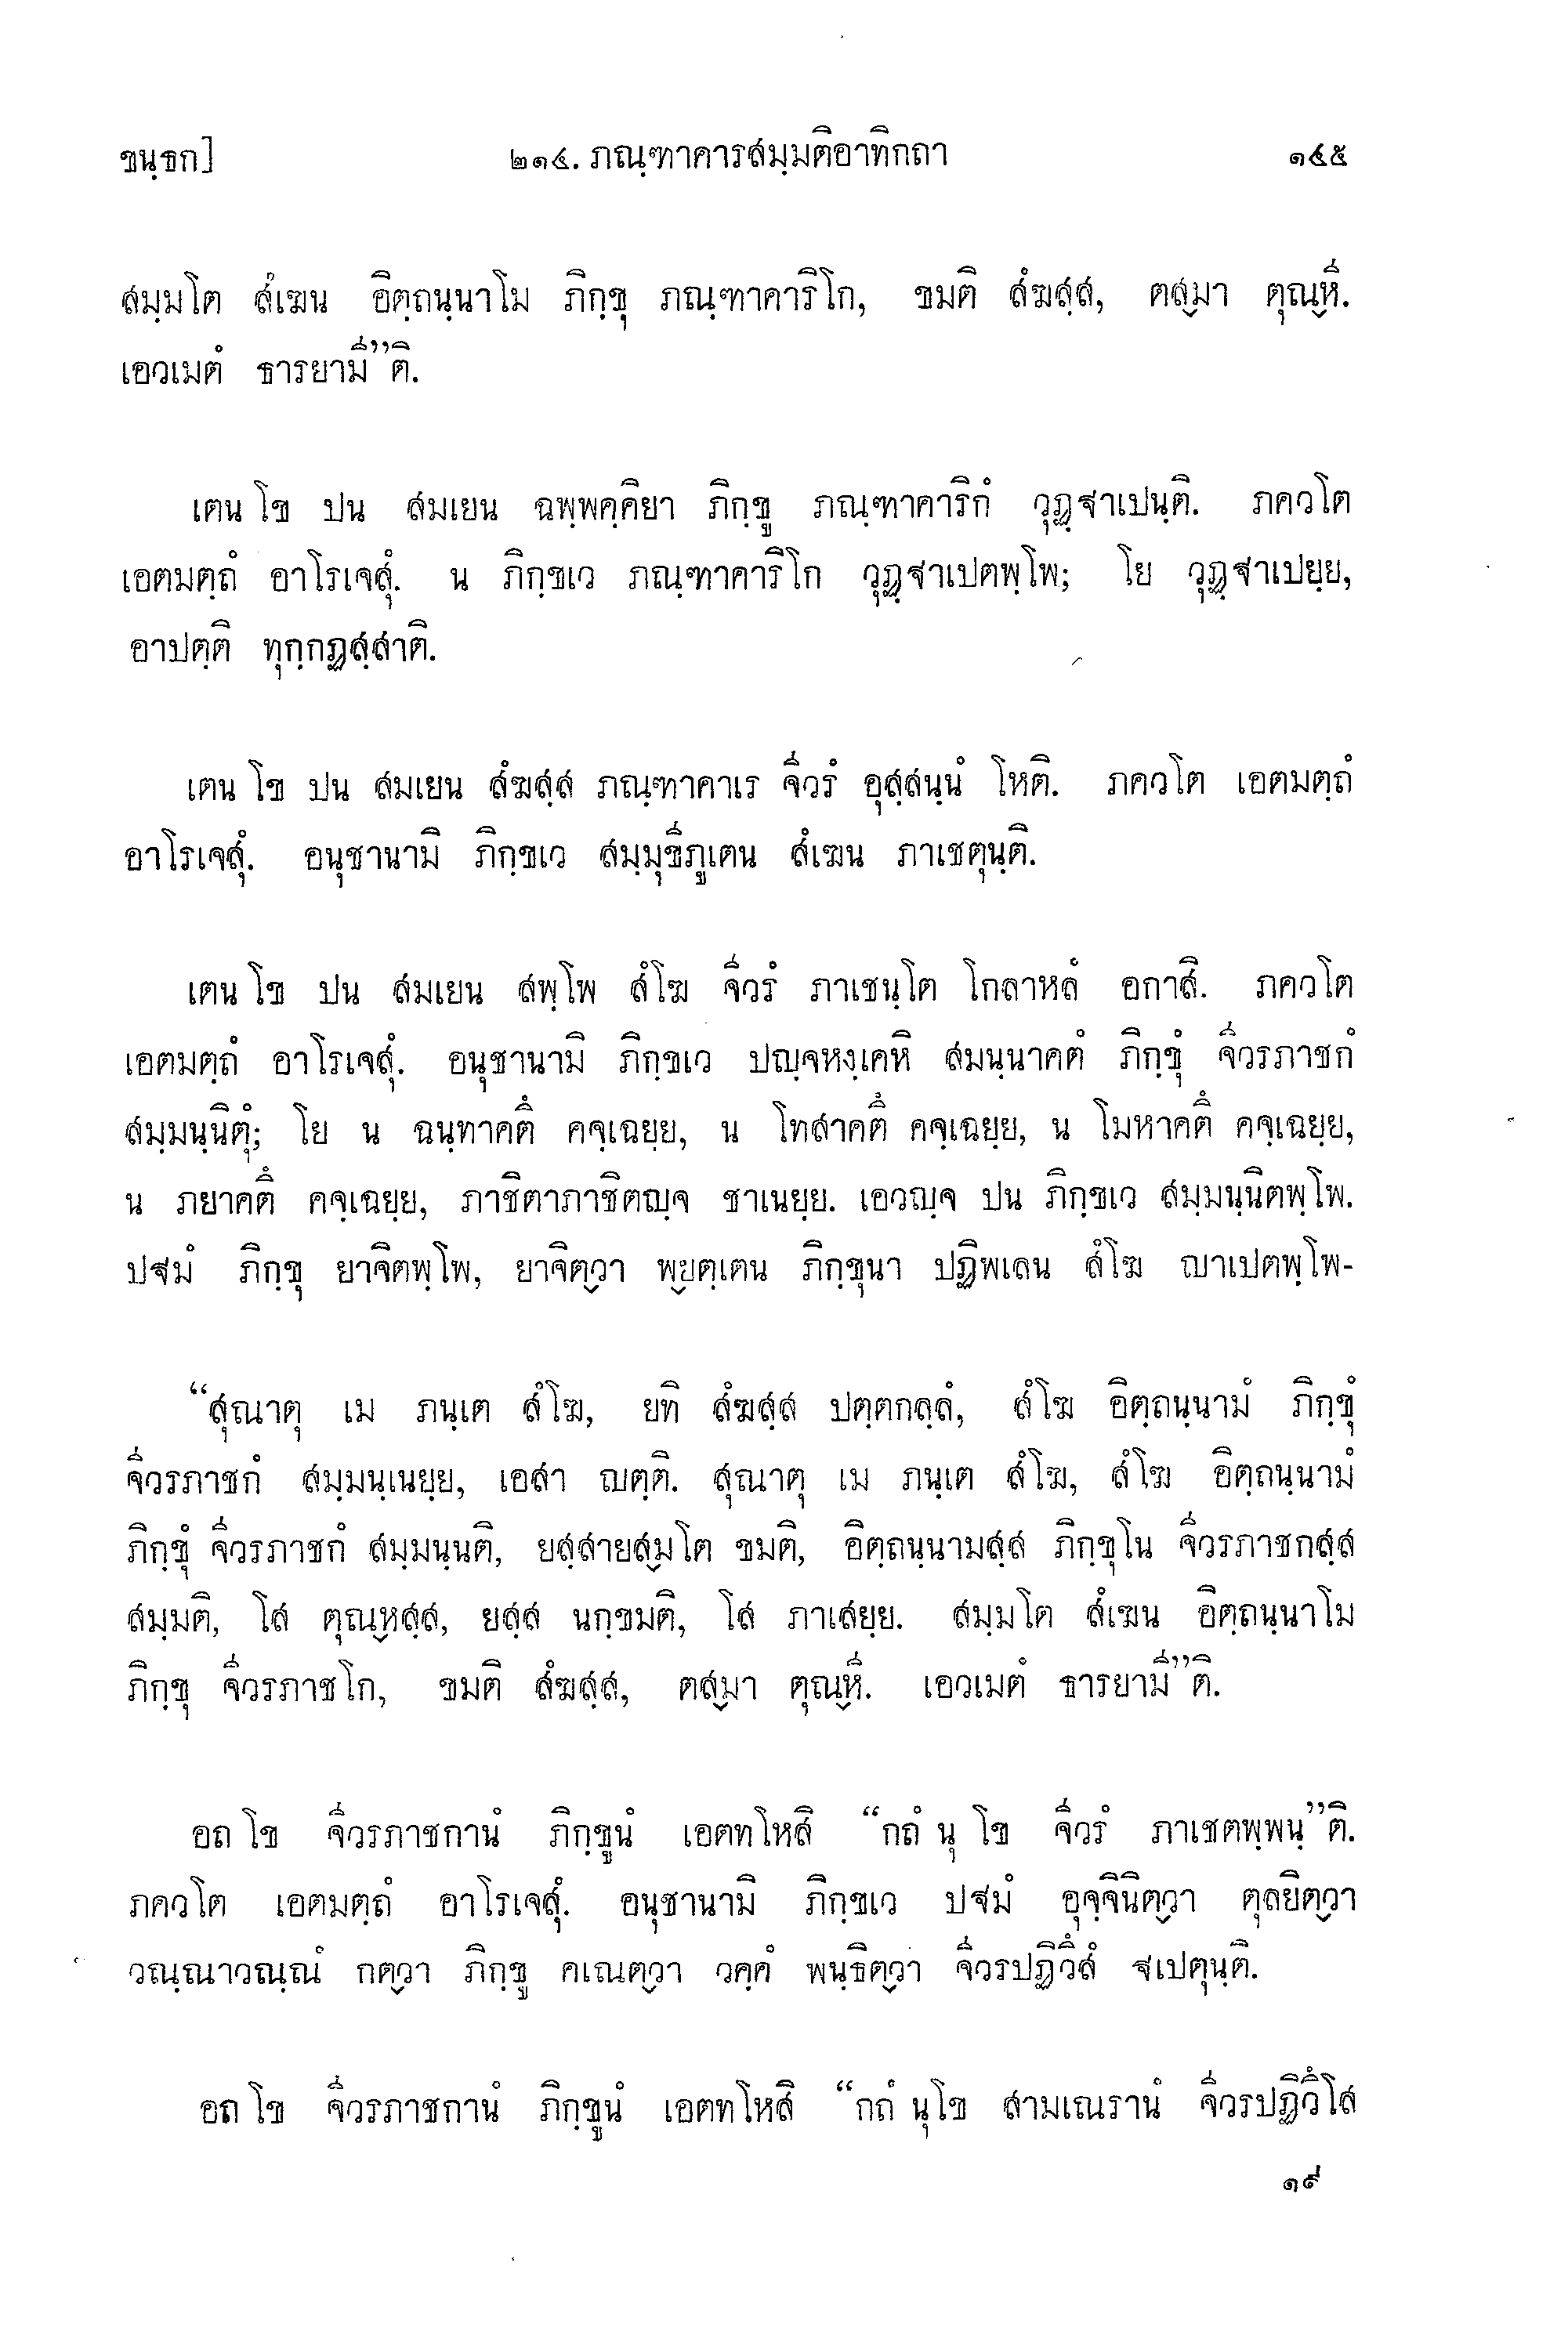 ขนฺธก] ๒๑๔. ภณฺฑาคารสมฺมติอาทิกถา ๑๔๕
สมฺมโต สํเฆน อิตฺถนฺนาโม ภิกฺขุ ภณฺฑาคาริโก, ขมติ สํฆสฺส, ตสฺมา ตุณฺหี.
เอวเมตํ ธารยามี”ติ.
เตน โข ปน สมเยน ฉพฺพคฺคิยา ภิกฺขู ภณฺฑาคาริกํ วุฏฺฐาเปนฺติ. ภควโต
เอตมตฺถํ อาโรเจสุํ. น ภิกฺขเว ภณฺฑาคาริโก วุฏฺฐาเปตพฺโพ; โย วุฏฺฐาเปยฺย,
อาปตฺติ ทุกฺกฏสฺสาติ.
เตน โข ปน สมเยน สํฆสฺส ภณฺฑาคาเร จีวรํ อุสฺสนฺนํ โหติ. ภควโต เอตมตฺถํ
อาโรเจสุํ. อนุชานามิ ภิกฺขเว สมฺมุขีภูเตน สํเฆน ภาเชตุนฺติ.
เตน โข ปน สมเยน สพฺโพ สํโฆ จีวรํ ภาเชนฺโต โกลาหลํ อกาสิ. ภควโต
เอตมตฺถํ อาโรเจสุํ. อนุชานามิ ภิกฺขเว ปญฺจหงฺเคหิ สมนฺนาคตํ ภิกฺขุํ จีวรภาชกํ
สมฺมนฺนิตุํ; โย น ฉนฺทาคตึ คจฺเฉยฺย, น โทสาคตึ คจฺเฉยฺย, น โมหาคตึ คจฺเฉยฺย,
น ภยาคตึ คจฺเฉยฺย, ภาชิตาภาชิตญฺจ ชาเนยฺย. เอวญฺจ ปน ภิกฺขเว สมฺมนฺนิตพฺโพ.
ปฐมํ ภิกฺขุ ยาจิตพฺโพ, ยาจิตฺวา พฺยตฺเตน ภิกฺขุนา ปฏิพเลน สํโฆ ญาเปตพฺโพ-
“สุณาตุ เม ภนฺเต สํโฆ, ยทิ สํฆสฺส ปตฺตกลฺลํ, สํโฆ อิตฺถนฺนามํ ภิกฺขุํ
จีวรภาชกํ สมฺมนฺเนยฺย, เอสา ญตฺติ. สุณาตุ เม ภนฺเต สํโฆ, สํโฆ อิตฺถนฺนามํ
ภิกฺขุํ จีวรภาชกํ สมฺมนฺนติ, ยสฺสายสฺมโต ขมติ, อิตฺถนฺนามสฺส ภิกฺขุโน จีวรภาชกสฺส
สมฺมติ, โส ตุณฺหสฺส, ยสฺส นกฺขมติ, โส ภาเสยฺย. สมฺมโต สํเฆน อิตฺถนฺนาโม
ภิกฺขุ จีวรภาชโก, ขมติ สํฆสฺส, ตสฺมา ตุณฺหี. เอวเมตํ ธารยามี”ติ.
อถ โข จีวรภาชกานํ ภิกฺขูนํ เอตทโหสิ “กถํ นุ โข จีวรํ ภาเชตพฺพนฺ”ติ.
ภควโต เอตมตฺถํ อาโรเจสุํ. อนุชานามิ ภิกฺขเว ปฐมํ อุจฺจินิตฺวา ตุลยิตฺวา
วณฺณาวณฺณํ กตฺวา ภิกฺขู คเณตฺวา วคฺคํ พนฺธิตฺวา จีวรปฏิวึสํ ฐเปตุนฺติ.
อถ โข จีวรภาชกานํ ภิกฺขูนํ เอตทโหสิ “กถํ นุโข สามเณรานํ จีวรปฏิวึโส
๑๙